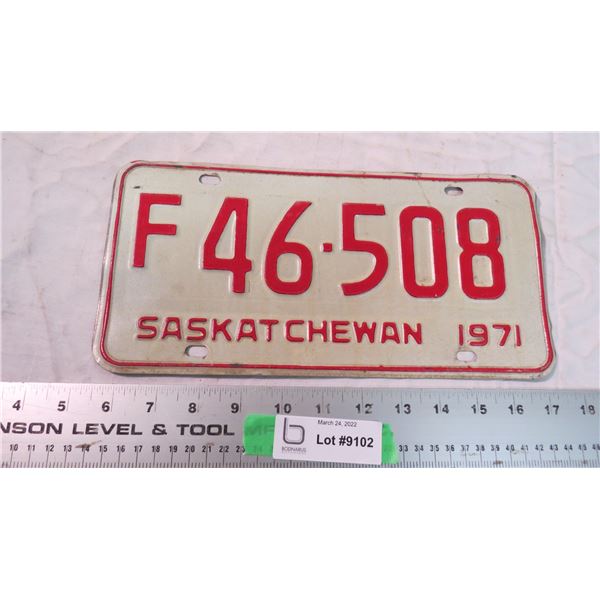 F 46·508
SASKATCHEWAN 1971
4 5 6 7 8 9 10 11 12 13 14 15 16 17 18
NSON LEVEL & TOOL
March 24, 2022
Lot #9102
b
BODNARUS